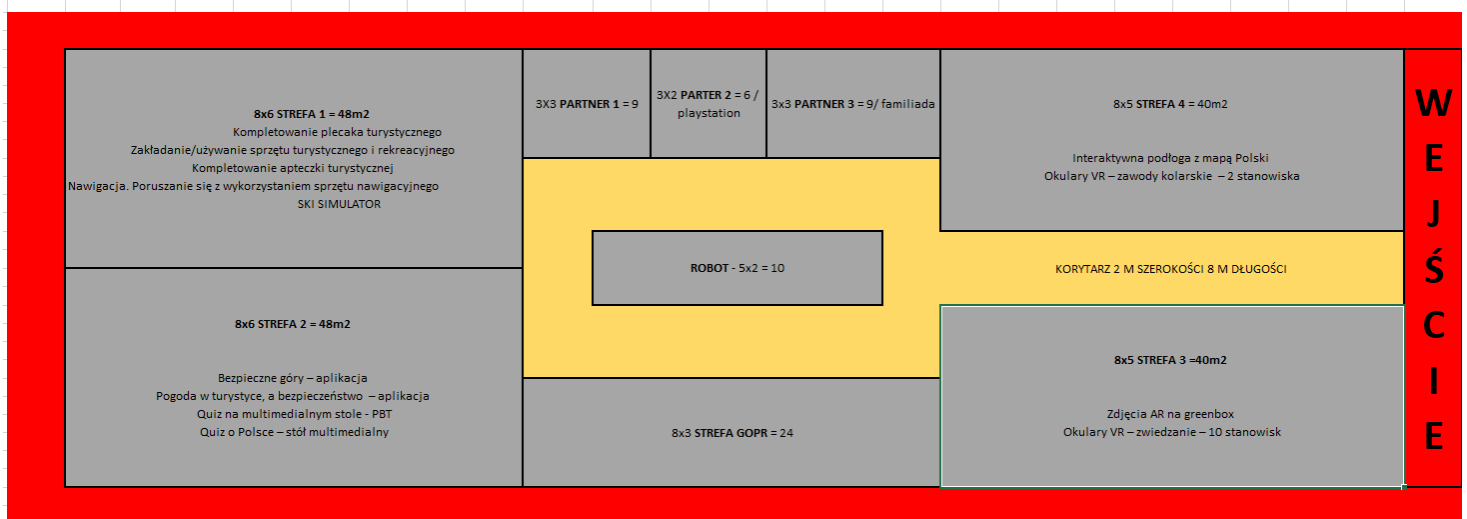 8x6 STREFA 1 = 48m2
Kompletowanie plecaka turystycznego
Zakładanie/używanie sprzętu turystycznego i rekreacyjnego
Kompletowanie apteczki turystycznej
Nawigacja. Poruszanie się z wykorzystaniem sprzętu nawigacyjnego
SKI SIMULATOR
3X3 PARTNER 1 = 9
3X2 PARTER 2 = 6 /
playstation
3x3 PARTNER 3 = 9/ familiada
8x5 STREFA 4 = 40m2
Interaktywna podłoga z mapą Polski
Okulary VR – zawody kolarskie – 2 stanowiska
WEJŚCIE
ROBOT - 5x2 = 10
KORYTARZ 2 M SZEROKOŚCI 8 M DŁUGOŚCI
8x6 STREFA 2 = 48m2
Bezpieczne góry – aplikacja
Pogoda w turystyce, a bezpieczeństwo – aplikacja
Quiz na multimedialnym stole - PBT
Quiz o Polsce – stół multimedialny
8x3 STREFA GOPR = 24
8x5 STREFA 3 =40m2
Zdjęcia AR na greenbox
Okulary VR – zwiedzanie – 10 stanowisk